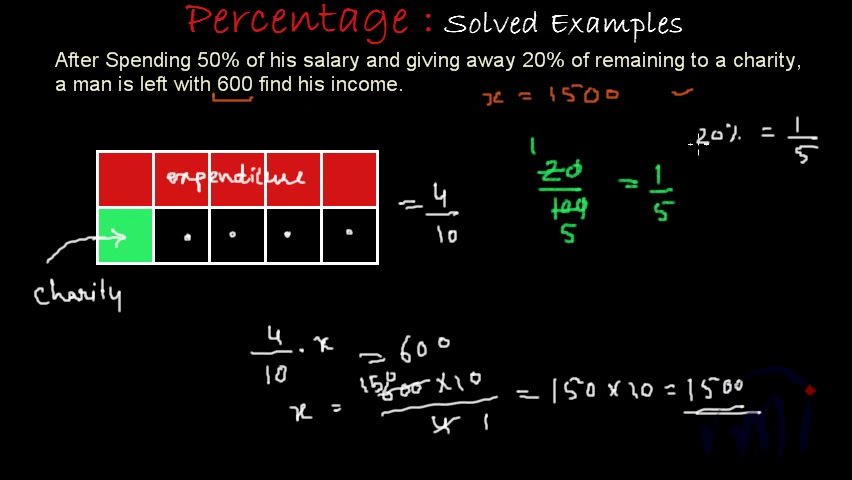 Percentage : Solved Examples
After Spending 50% of his salary and giving away 20% of remaining to a charity,
a man is left with 600 find his income.
x = 1500
20% = 1/5
expenditure
1
20/100 = 1/5
5
= 4/10
charity
4/10 . x = 600
150
x = 600 x 10 / 4 1 = 150 x 10 = 1500